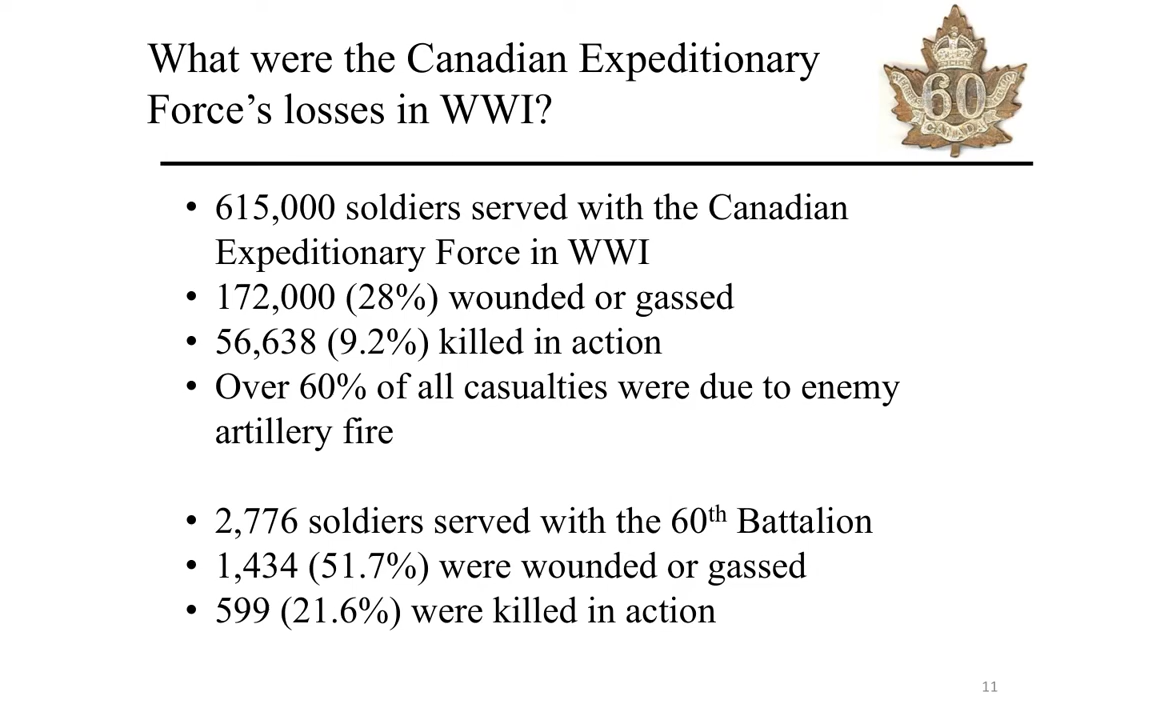 What were the Canadian Expeditionary
Force’s losses in WWI?
60
CANADA
• 615,000 soldiers served with the Canadian
Expeditionary Force in WWI
• 172,000 (28%) wounded or gassed
• 56,638 (9.2%) killed in action
• Over 60% of all casualties were due to enemy
artillery fire
• 2,776 soldiers served with the 60th Battalion
• 1,434 (51.7%) were wounded or gassed
• 599 (21.6%) were killed in action
11